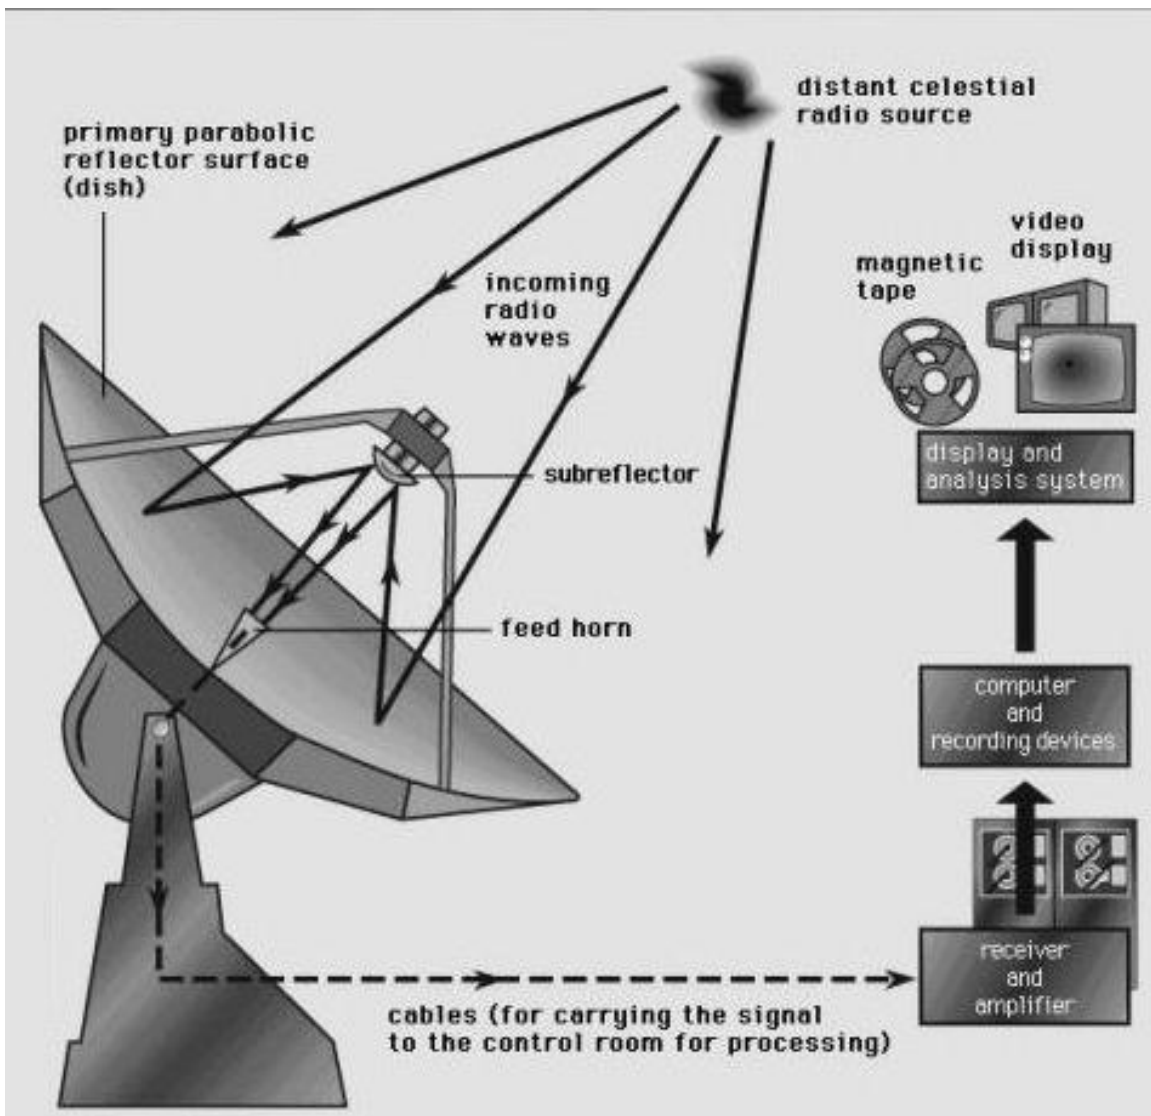 distant celestial
radio source
primary parabolic
reflector surface
(dish)
video
display
magnetic
tape
incoming
radio
waves
display and
analysis system
subreflector
feed horn
computer
and
recording devices
receiver
and
amplifier
cables (for carrying the signal
to the control room for processing)